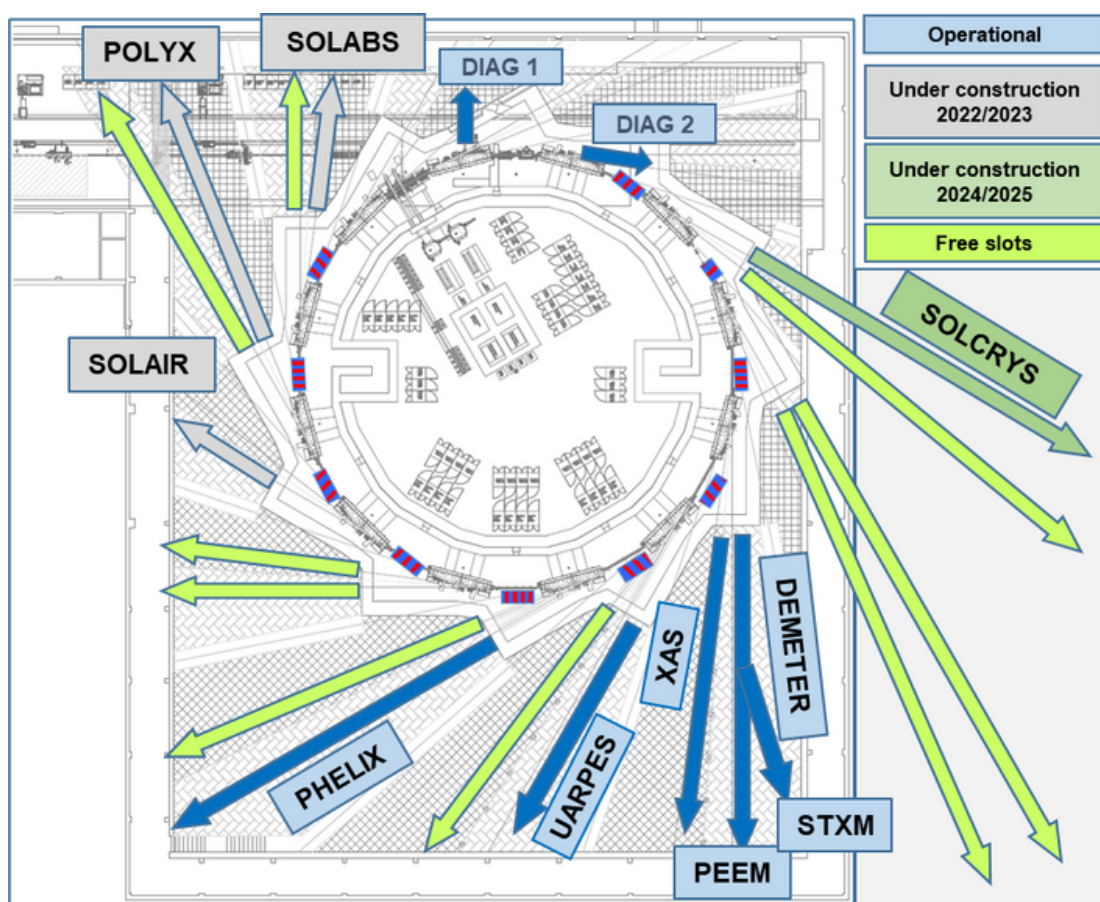 POLYX
SOLABS
DIAG 1
DIAG 2
Operational
Under construction
2022/2023
Under construction
2024/2025
Free slots
SOLCRYS
SOLAIR
DEMETER
XAS
UARPES
PHELIX
STXM
PEEM